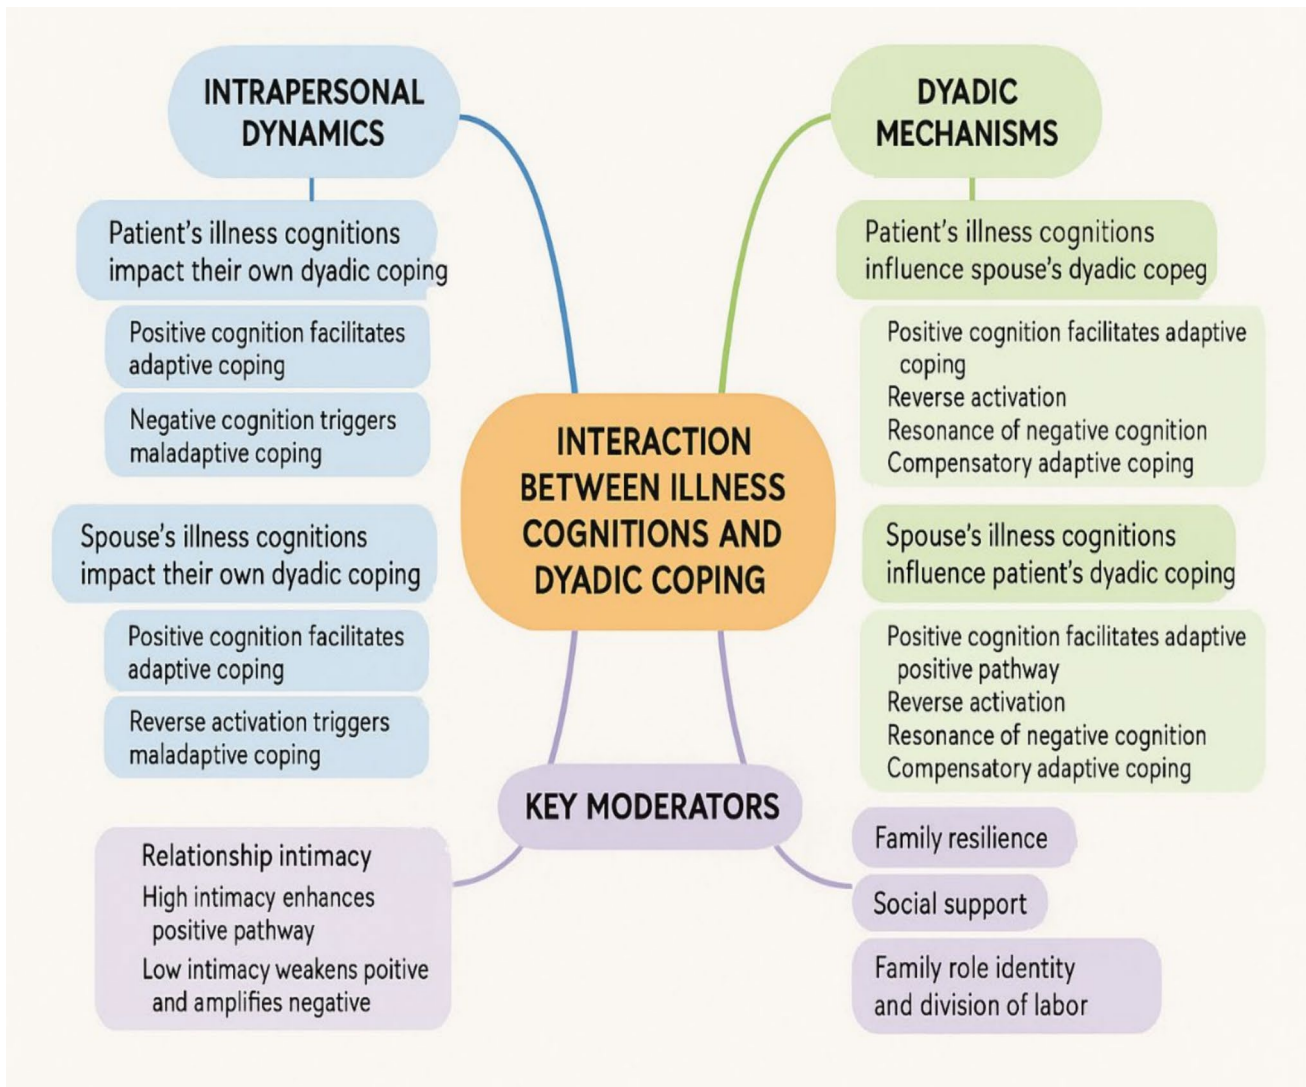 INTRAPERSONAL
DYNAMICS
Patient's illness cognitions
impact their own dyadic coping
Positive cognition facilitates
adaptive coping
Negative cognition triggers
maladaptive coping
Spouse's illness cognitions
impact their own dyadic coping
Positive cognition facilitates
adaptive coping
Reverse activation triggers
maladaptive coping
DYADIC
MECHANISMS
Patient's illness cognitions
influence spouse's dyadic copeg
Positive cognition facilitates adaptive
coping
Reverse activation
Resonance of negative cognition
Compensatory adaptive coping
Spouse's illness cognitions
influence patient's dyadic coping
Positive cognition facilitates adaptive
positive pathway
Reverse activation
Resonance of negative cognition
Compensatory adaptive coping
INTERACTION
BETWEEN ILLNESS
COGNITIONS AND
DYADIC COPING
KEY MODERATORS
Relationship intimacy
High intimacy enhances
positive pathway
Low intimacy weakens poitive
and amplifies negative
Family resilience
Social support
Family role identity
and division of labor